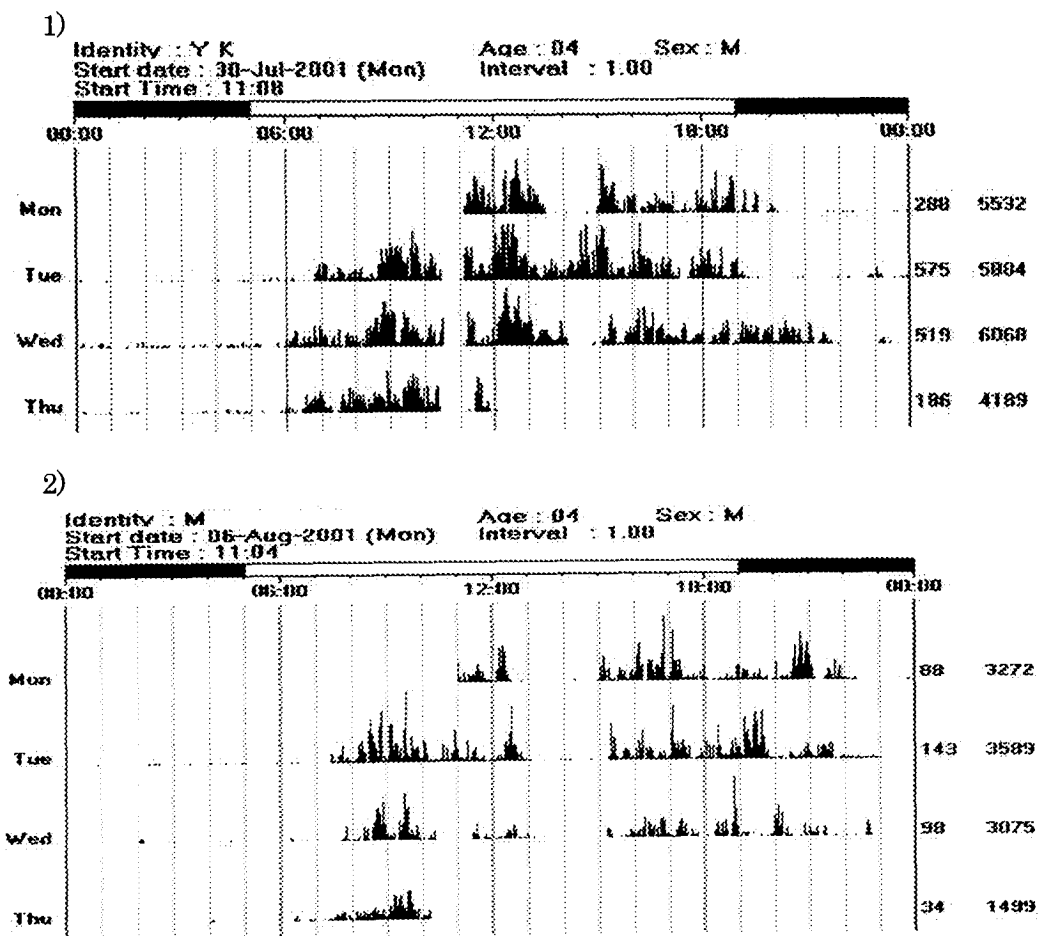 1)
Identity : Y K Age : 04 Sex : M
Start date : 30-Jul-2001 (Mon) Interval : 1.00
Start Time : 11:08
00:00 06:00 12:00 18:00 00:00
Mon 288 5532
Tue 575 5884
Wed 519 6068
Thu 186 4189
2)
Identity : M Age : 04 Sex : M
Start date : 06-Aug-2001 (Mon) Interval : 1.00
Start Time : 11:04
00:00 06:00 12:00 18:00 00:00
Mon 88 3272
Tue 143 3589
Wed 98 3075
Thu 34 1499